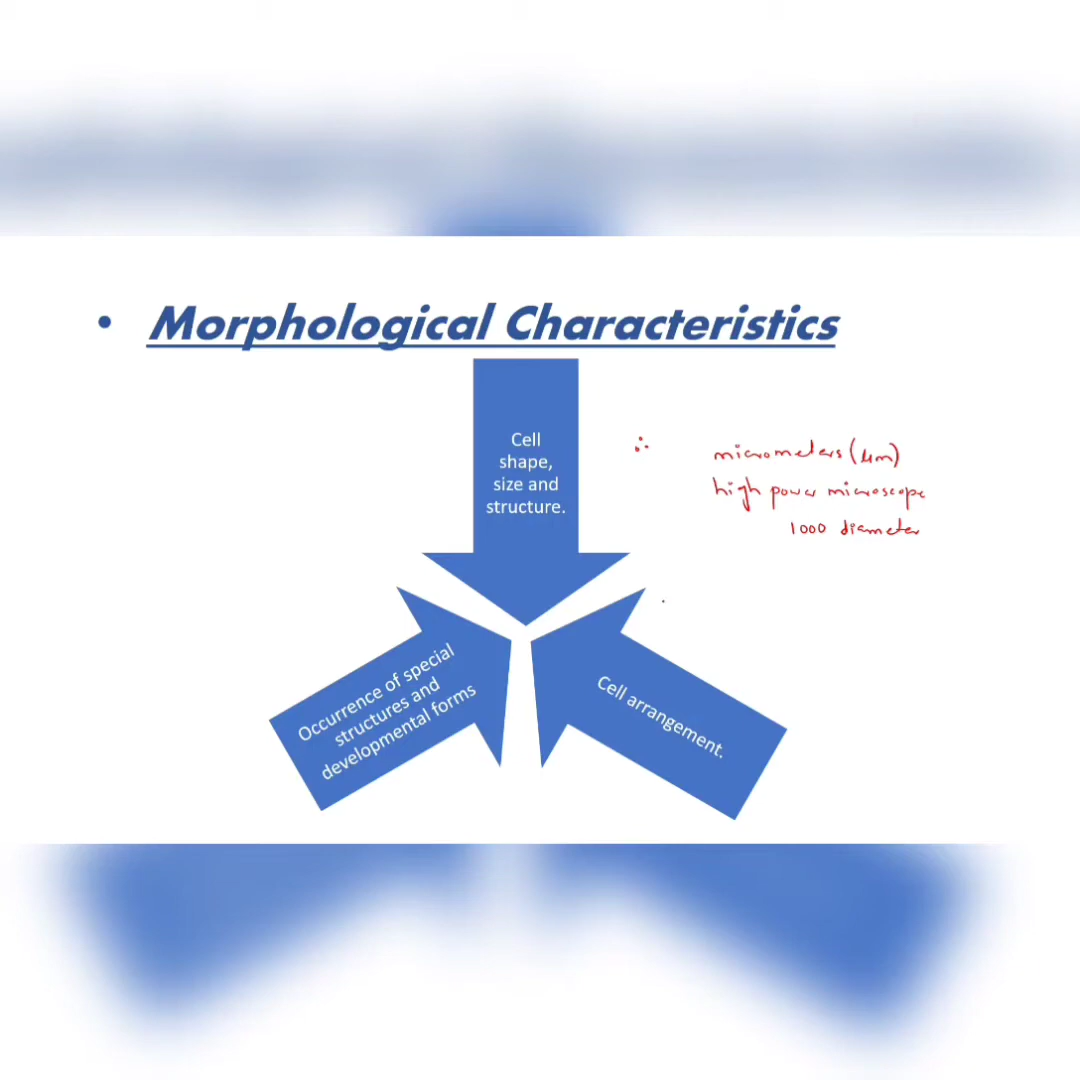 • Morphological Characteristics
Cell
shape,
size and
structure.
∴ micrometers (μm)
high power microscope
1000 diameter
Occurrence of special
structures and
developmental forms
Cell arrangement.